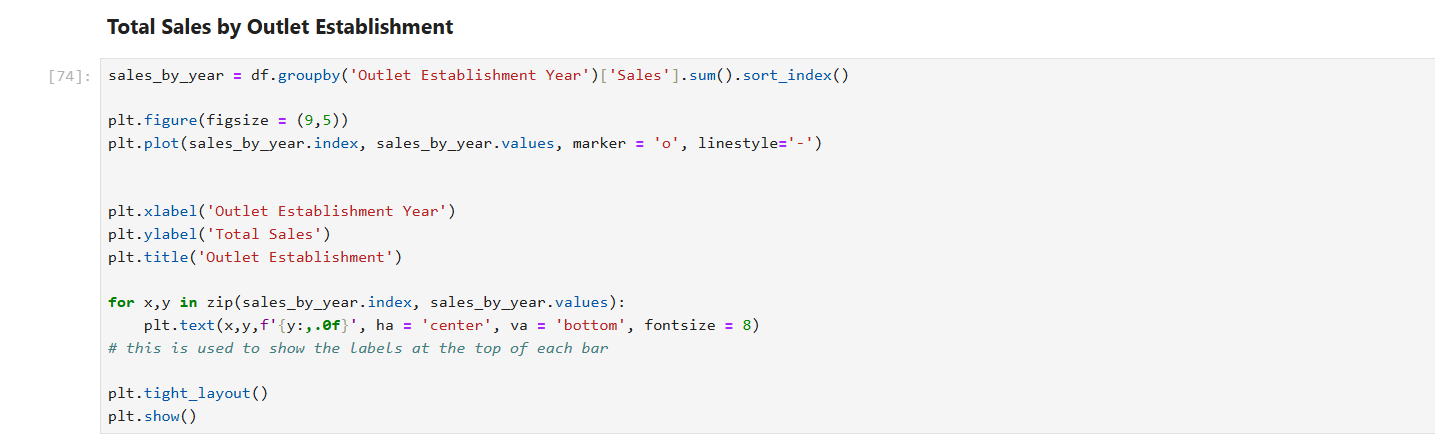 Total Sales by Outlet Establishment
[74]: sales_by_year = df.groupby('Outlet Establishment Year')['Sales'].sum().sort_index()
plt.figure(figsize = (9,5))
plt.plot(sales_by_year.index, sales_by_year.values, marker = 'o', linestyle='-')
plt.xlabel('Outlet Establishment Year')
plt.ylabel('Total Sales')
plt.title('Outlet Establishment')
for x,y in zip(sales_by_year.index, sales_by_year.values):
    plt.text(x,y,f'{y:,.0f}', ha = 'center', va = 'bottom', fontsize = 8)
# this is used to show the labels at the top of each bar
plt.tight_layout()
plt.show()